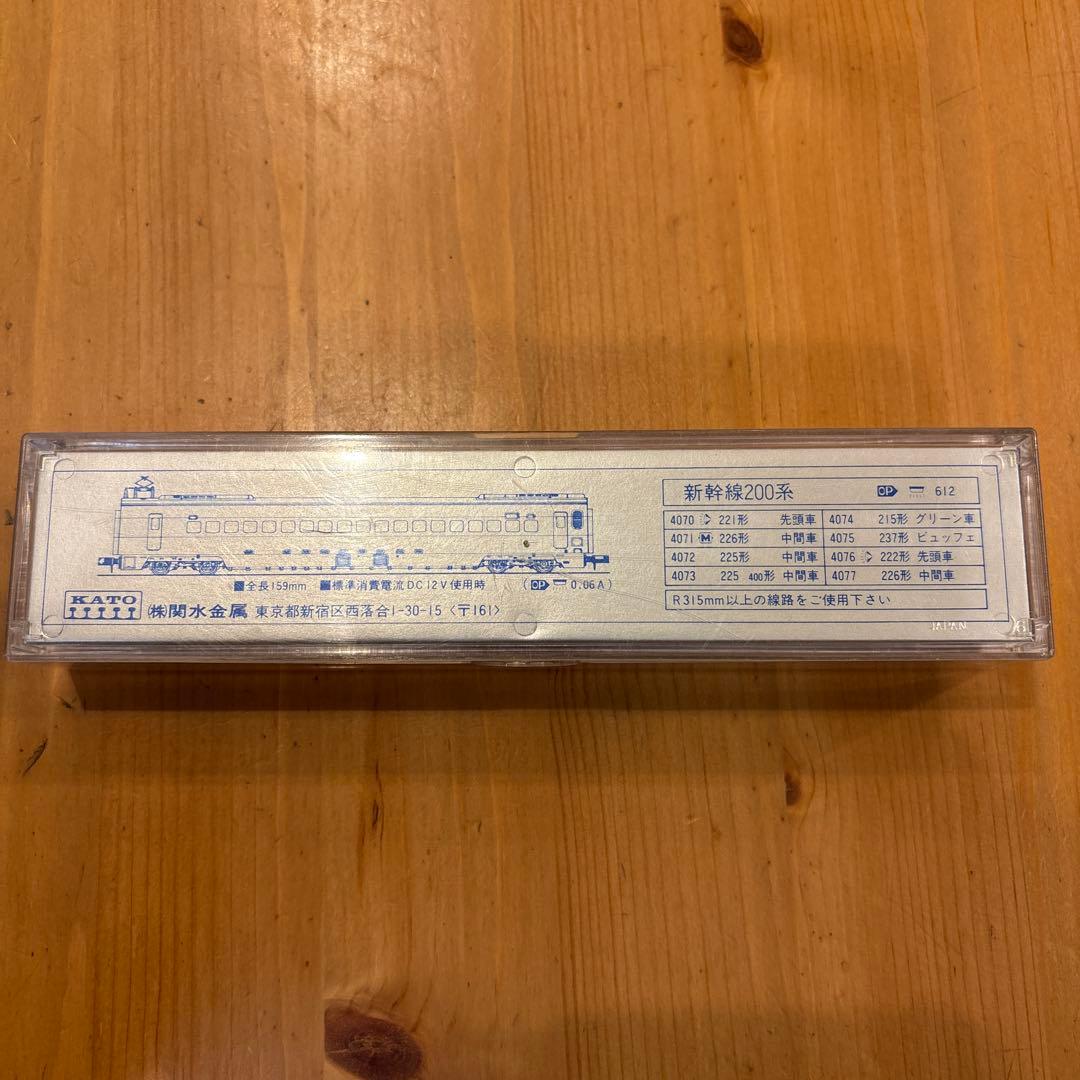 新幹線200系 OP 612
4070 221形 先頭車 4074 215形 グリーン車
4071 M 226形 中間車 4075 237形 ビュッフェ
4072 225形 中間車 4076 222形 先頭車
4073 225 400形 中間車 4077 226形 中間車
R315mm以上の線路をご使用下さい
■全長159mm ■標準消費電流DC12V使用時 (OP 0.06A)
KATO
(株)関水金属 東京都新宿区西落合1-30-15〈〒161〉
JAPAN